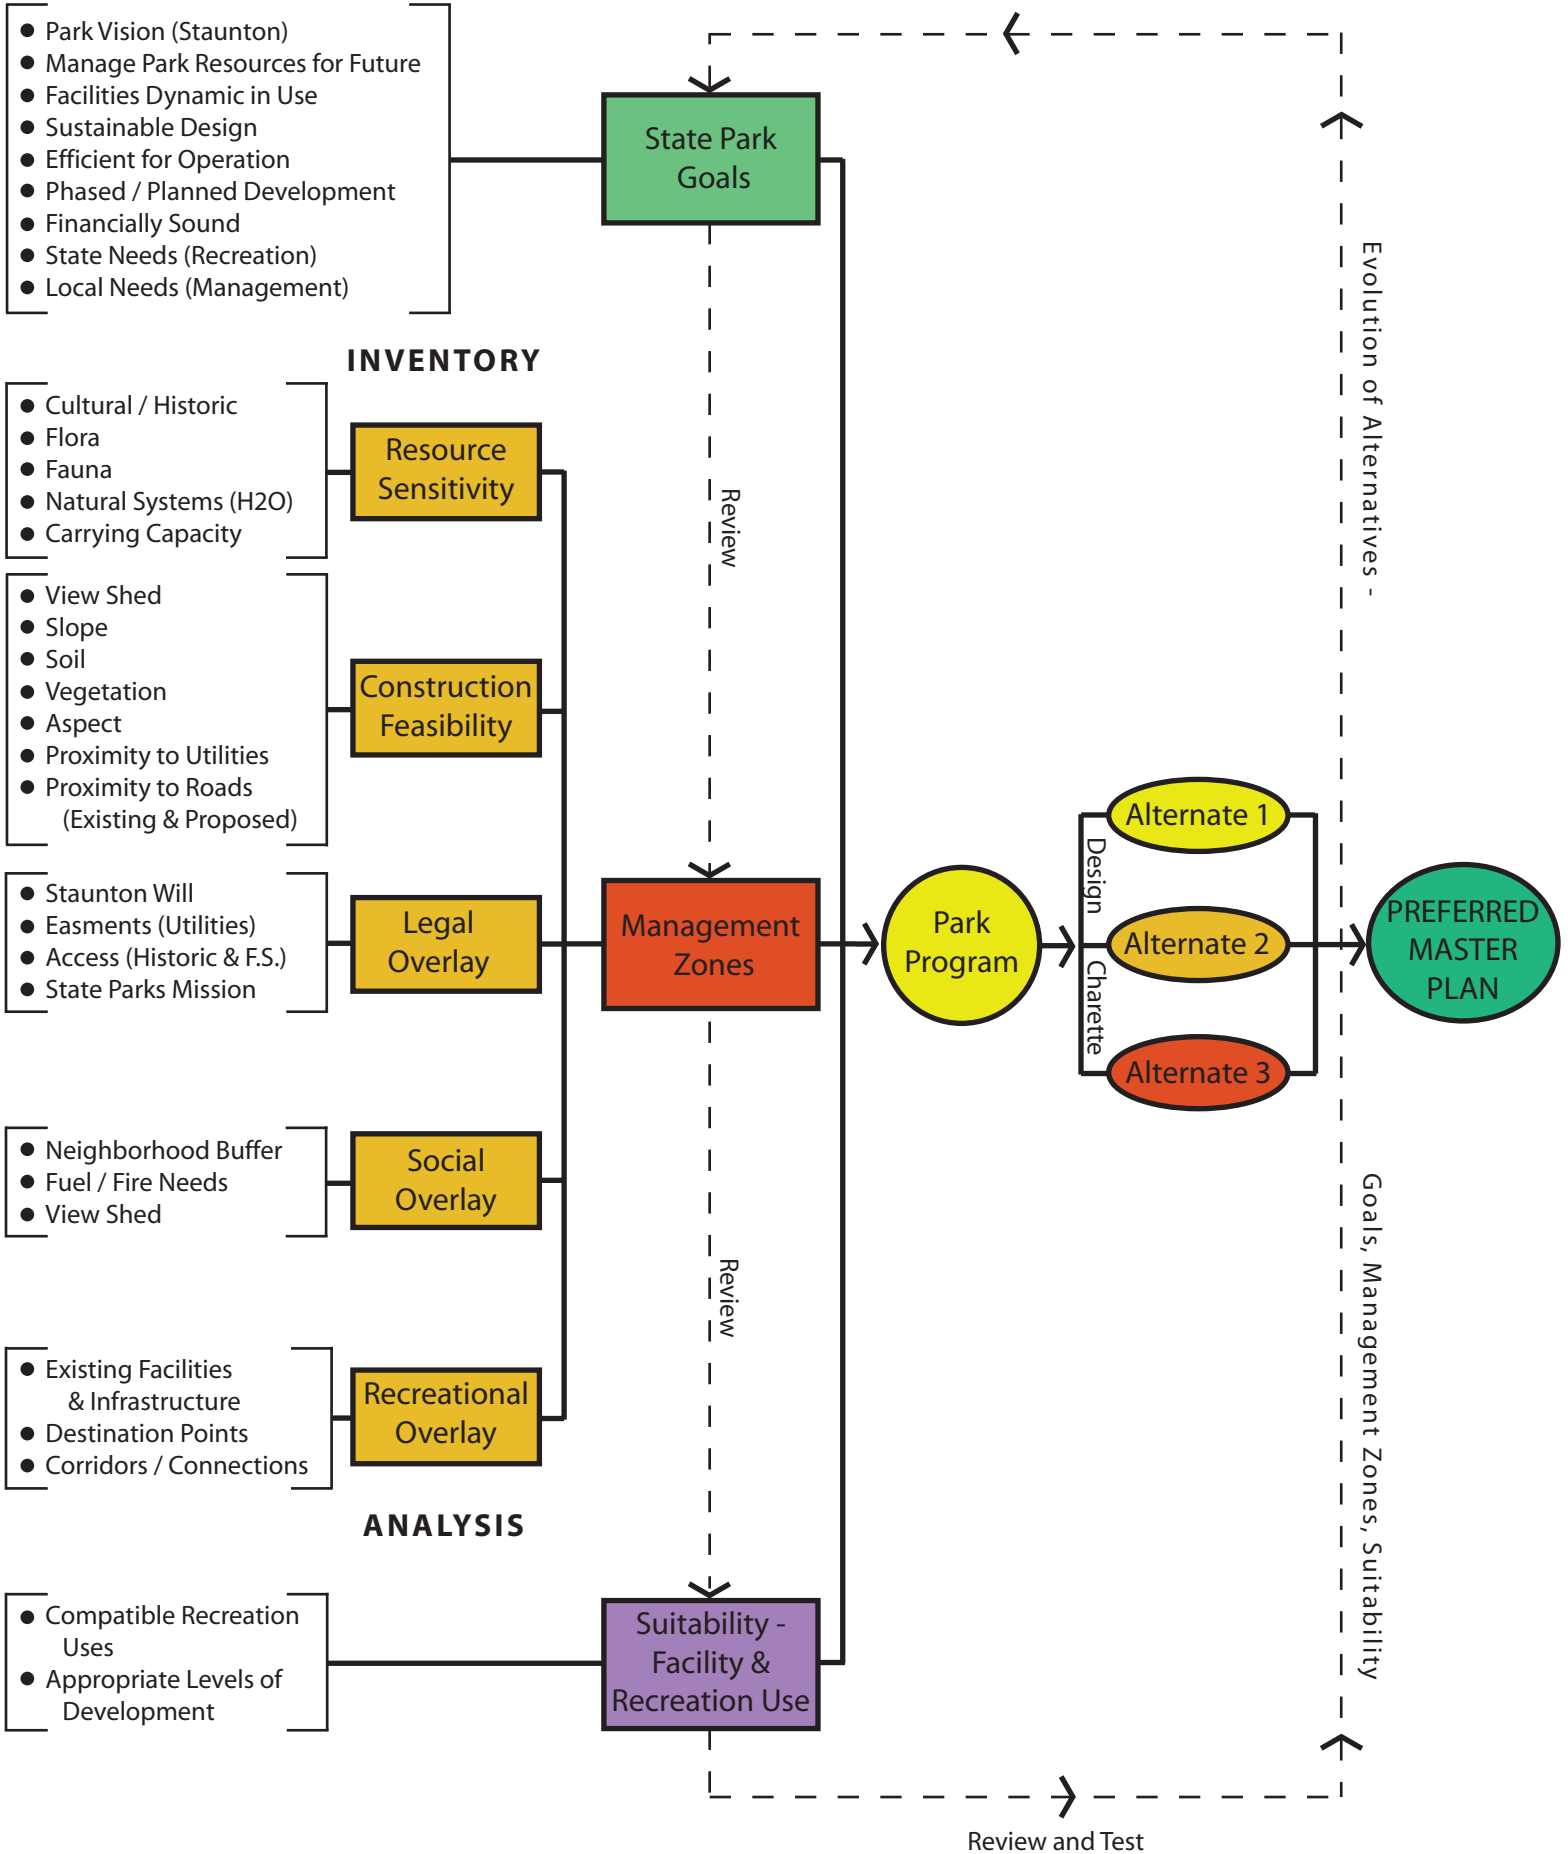 Park Vision (Staunton)
Manage Park Resources for Future
Facilities Dynamic in Use
Sustainable Design
Efficient for Operation
Phased / Planned Development
Financially Sound
State Needs (Recreation)
Local Needs (Management)
State Park
Goals
INVENTORY
Cultural / Historic
Flora
Fauna
Natural Systems (H2O)
Carrying Capacity
Resource
Sensitivity
View Shed
Slope
Soil
Vegetation
Aspect
Proximity to Utilities
Proximity to Roads
(Existing & Proposed)
Construction
Feasibility
Staunton Will
Easments (Utilities)
Access (Historic & F.S.)
State Parks Mission
Legal
Overlay
Neighborhood Buffer
Fuel / Fire Needs
View Shed
Social
Overlay
Existing Facilities
& Infrastructure
Destination Points
Corridors / Connections
Recreational
Overlay
ANALYSIS
Compatible Recreation
Uses
Appropriate Levels of
Development
Suitability -
Facility &
Recreation Use
Review
Management
Zones
Review
Park
Program
Design Charette
Alternate 1
Alternate 2
Alternate 3
PREFERRED
MASTER
PLAN
Evolution of Alternatives -
Goals, Management Zones, Suitability
Review and Test